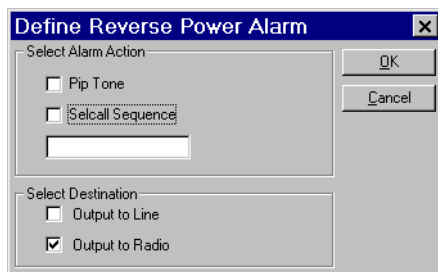 Define Reverse Power Alarm
Select Alarm Action
OK
Pip Tone
Cancel
Selcall Sequence
Select Destination
Output to Line
Output to Radio